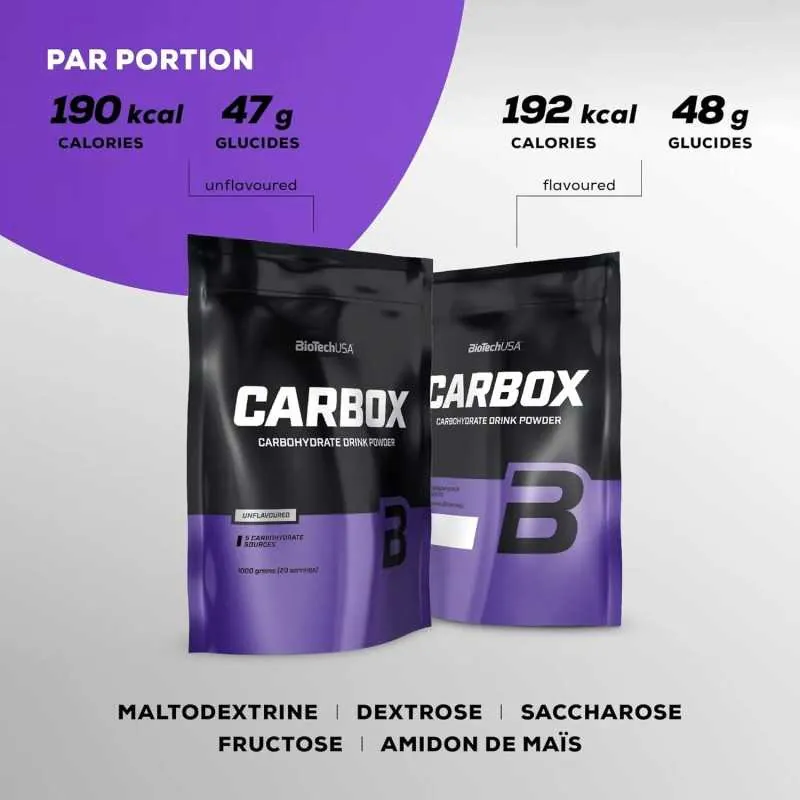 PAR PORTION
190 kcal
CALORIES
47 g
GLUCIDES
unflavoured
192 kcal
CALORIES
48 g
GLUCIDES
flavoured
BioTechUSA
CARBOX
CARBOHYDRATE DRINK POWDER
UNFLAVOURED
5 CARBOHYDRATE
SOURCES
1000 grams (20 servings)
B
BioTechUSA
CARBOX
CARBOHYDRATE DRINK POWDER
B
MALTODEXTRINE | DEXTROSE | SACCHAROSE
FRUCTOSE | AMIDON DE MAÏS